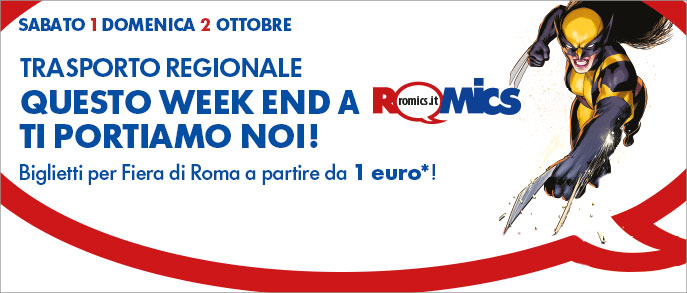 SABATO 1 DOMENICA 2 OTTOBRE
TRASPORTO REGIONALE
QUESTO WEEK END A ROMICS romics.it
TI PORTIAMO NOI!
Biglietti per Fiera di Roma a partire da 1 euro*!